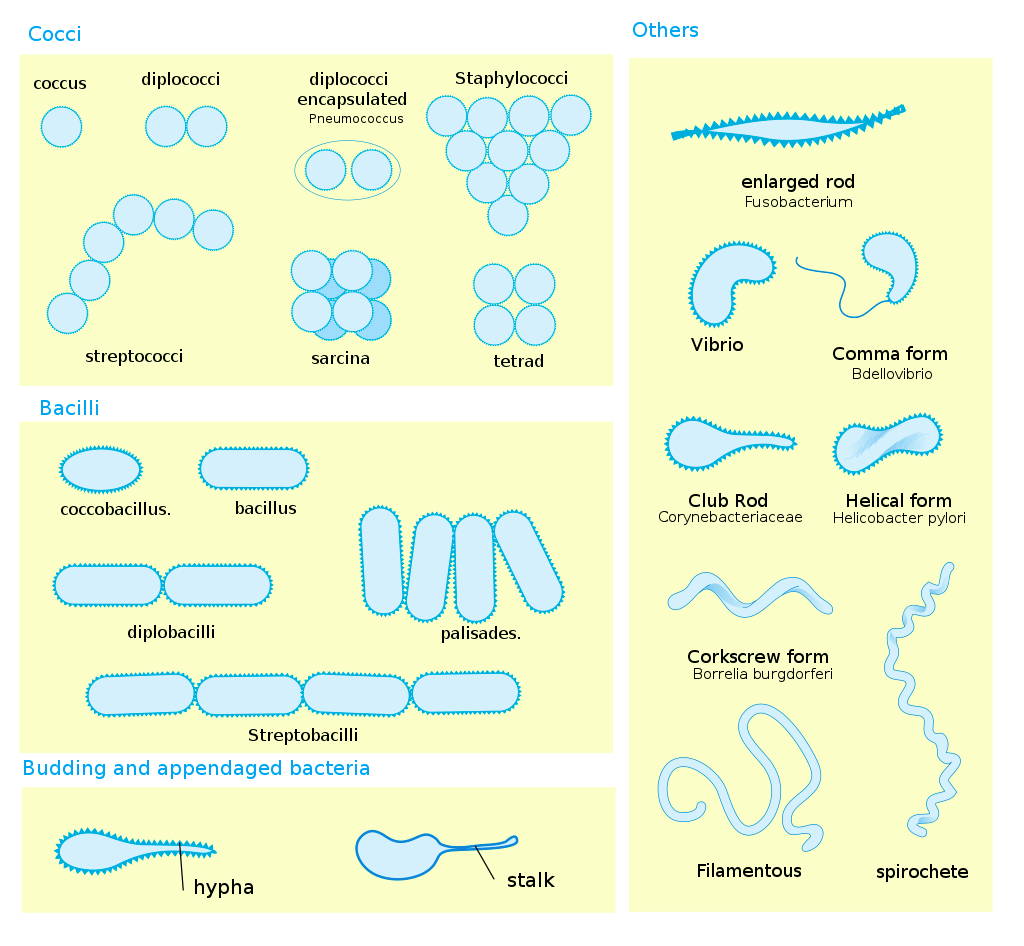 Cocci
coccus
diplococci
diplococci
encapsulated
Pneumococcus
Staphylococci
streptococci
sarcina
tetrad
Bacilli
coccobacillus.
bacillus
diplobacilli
palisades.
Streptobacilli
Budding and appendaged bacteria
hypha
stalk
Others
enlarged rod
Fusobacterium
Vibrio
Comma form
Bdellovibrio
Club Rod
Corynebacteriaceae
Helical form
Helicobacter pylori
Corkscrew form
Borrelia burgdorferi
Filamentous
spirochete